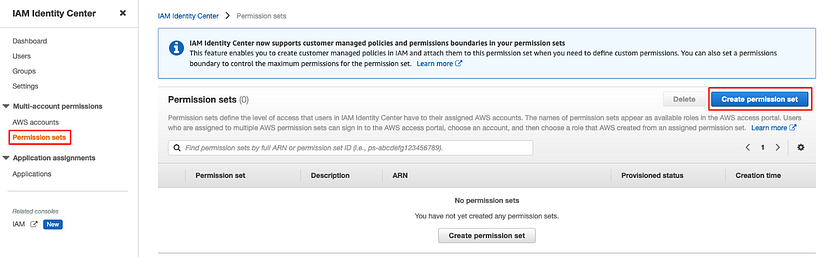 IAM Identity Center
Dashboard
Users
Groups
Settings
Multi-account permissions
AWS accounts
Permission sets
Application assignments
Applications
Related consoles
IAM New
IAM Identity Center > Permission sets
IAM Identity Center now supports customer managed policies and permissions boundaries in your permission sets
This feature enables you to create customer managed policies in IAM and attach them to this permission set when you need to define custom permissions. You can also set a permissions
boundary to control the maximum permissions for the permission set. Learn more
Permission sets (0)
Delete
Create permission set
Permission sets define the level of access that users in IAM Identity Center have to their assigned AWS accounts. The names of permission sets appear as available roles in the AWS access portal. Users
who are assigned to multiple AWS permission sets can sign in to the AWS access portal, choose an account, and then choose a role that AWS created from an assigned permission set. Learn more
Find permission sets by full ARN or permission set ID (i.e., ps-abcdefg123456789).
< 1 >
Permission set Description ARN Provisioned status Creation time
No permission sets
You have not yet created any permission sets.
Create permission set